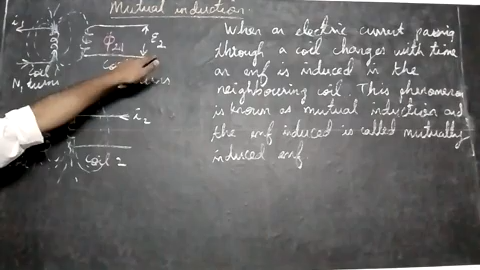 Mutual induction:
i₁
ϕ₂₁
ε₂
coil 1
N₁ turns
i₂
coil 2
When an electric current passing
through a coil changes with time
an emf is induced in the
neighbouring coil. This phenomenon
is known as mutual induction and
the emf induced is called mutually
induced emf.